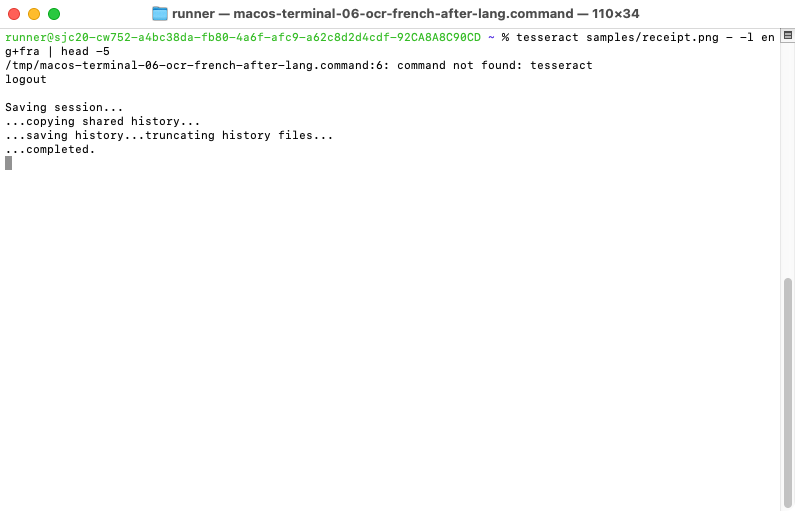 runner — macos-terminal-06-ocr-french-after-lang.command — 110×34
runner@sjc20-cw752-a4bc38da-fb80-4a6f-afc9-a62c8d2d4cdf-92CA8A8C90CD ~ % tesseract samples/receipt.png - -l en
g+fra | head -5
/tmp/macos-terminal-06-ocr-french-after-lang.command:6: command not found: tesseract
logout

Saving session...
...copying shared history...
...saving history...truncating history files...
...completed.